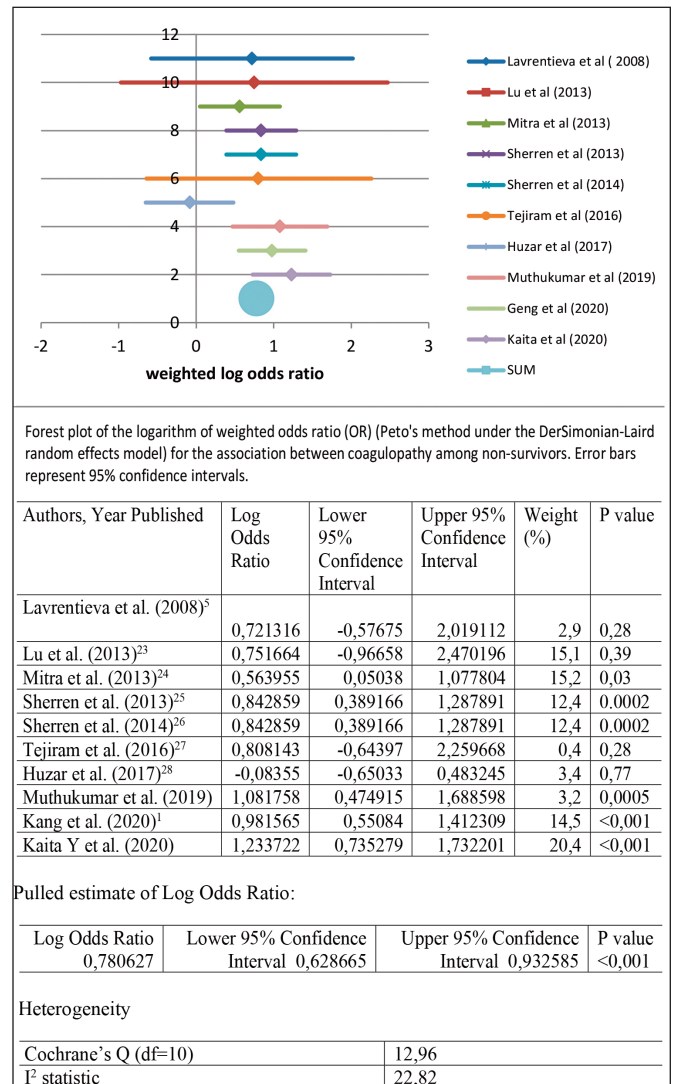 12
10
8
6
4
2
0
-2 -1 0 1 2 3
weighted log odds ratio
Lavrentieva et al ( 2008)
Lu et al (2013)
Mitra et al (2013)
Sherren et al (2013)
Sherren et al (2014)
Tejiram et al (2016)
Huzar et al (2017)
Muthukumar et al (2019)
Geng et al (2020)
Kaita et al (2020)
SUM
Forest plot of the logarithm of weighted odds ratio (OR) (Peto's method under the DerSimonian-Laird
random effects model) for the association between coagulopathy among non-survivors. Error bars
represent 95% confidence intervals.
Authors, Year Published Log Lower Upper 95% Weight P value
Odds 95% Confidence (%)
Ratio Confidence Interval
Interval
Lavrentieva et al. (2008)5
0,721316 -0,57675 2,019112 2,9 0,28
Lu et al. (2013)23 0,751664 -0,96658 2,470196 15,1 0,39
Mitra et al. (2013)24 0,563955 0,05038 1,077804 15,2 0,03
Sherren et al. (2013)25 0,842859 0,389166 1,287891 12,4 0.0002
Sherren et al. (2014)26 0,842859 0,389166 1,287891 12,4 0.0002
Tejiram et al. (2016)27 0,808143 -0,64397 2,259668 0,4 0,28
Huzar et al. (2017)28 -0,08355 -0,65033 0,483245 3,4 0,77
Muthukumar et al. (2019) 1,081758 0,474915 1,688598 3,2 0,0005
Kang et al. (2020)1 0,981565 0,55084 1,412309 14,5 <0,001
Kaita Y et al. (2020) 1,233722 0,735279 1,732201 20,4 <0,001
Pulled estimate of Log Odds Ratio:
Log Odds Ratio Lower 95% Confidence Upper 95% Confidence P value
0,780627 Interval 0,628665 Interval 0,932585 <0,001
Heterogeneity
Cochrane’s Q (df=10) 12,96
I2 statistic 22,82